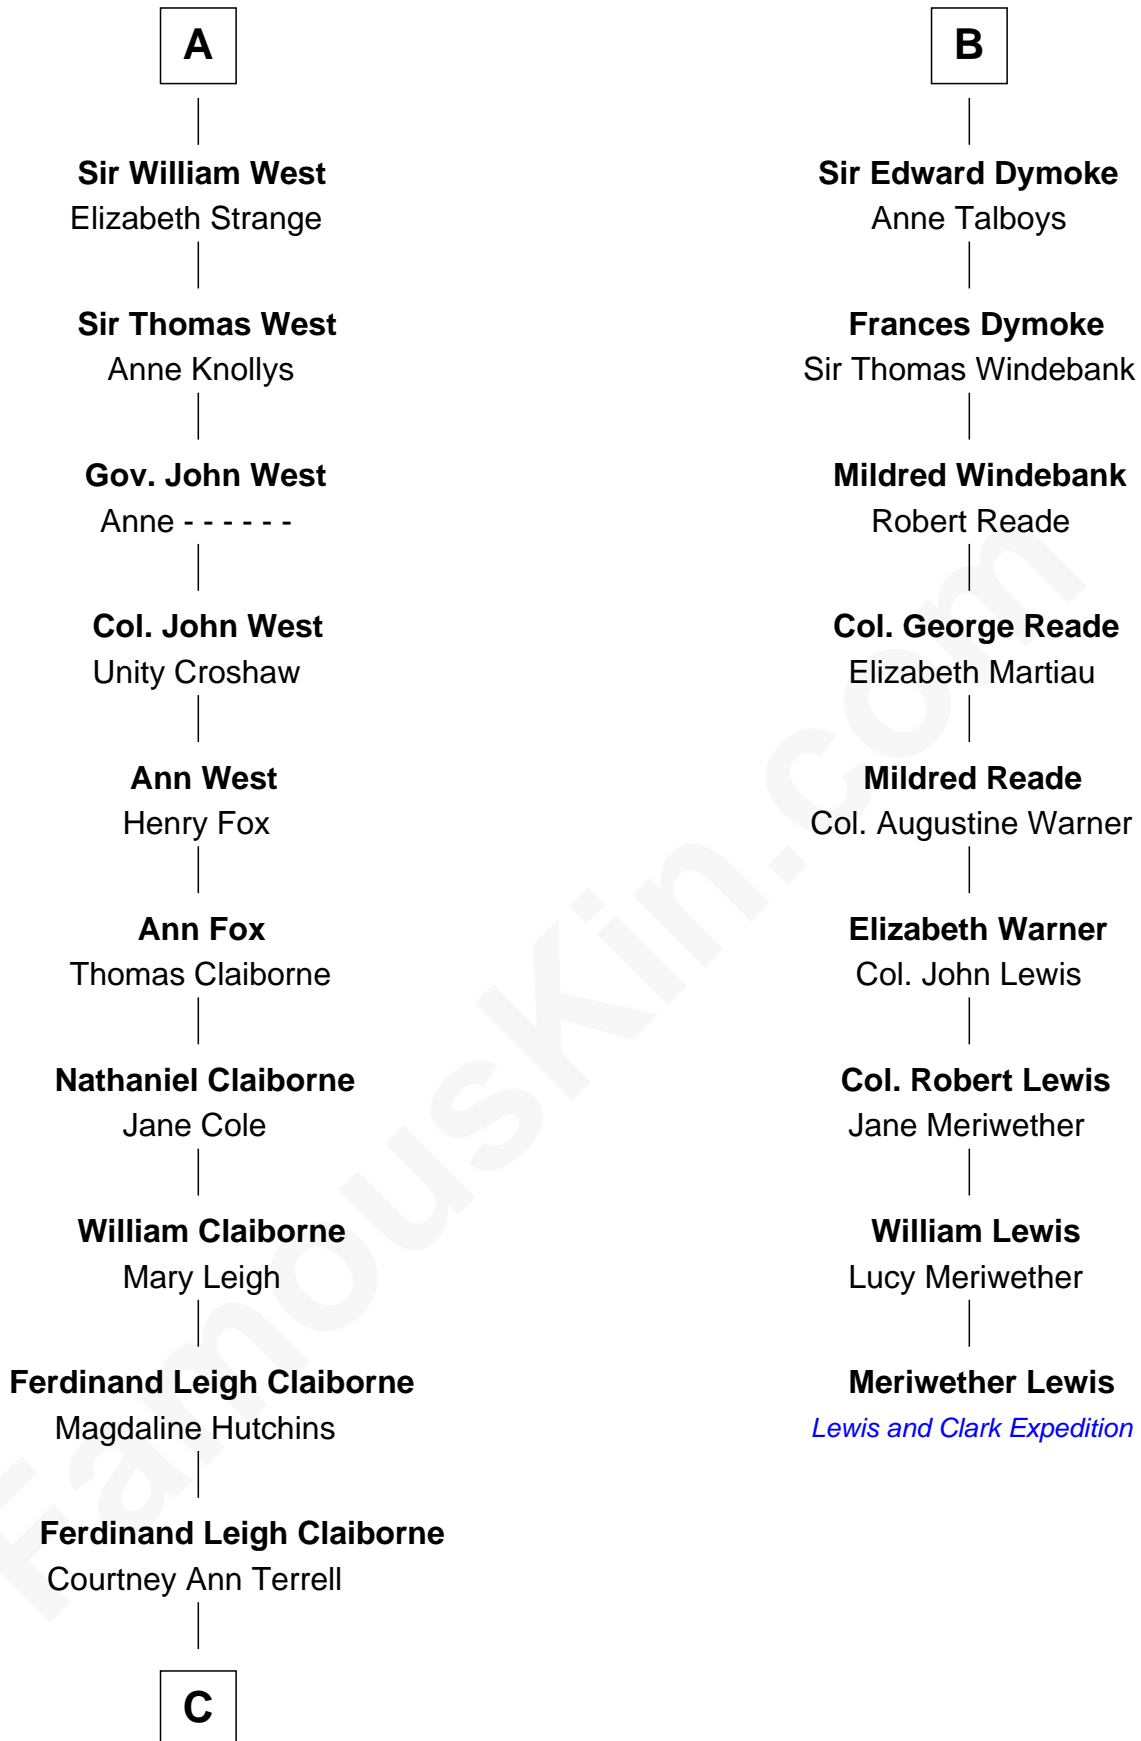 A
Sir William West
Elizabeth Strange
Sir Thomas West
Anne Knollys
Gov. John West
Anne - - - - - -
Col. John West
Unity Croshaw
Ann West
Henry Fox
Ann Fox
Thomas Claiborne
Nathaniel Claiborne
Jane Cole
William Claiborne
Mary Leigh
Ferdinand Leigh Claiborne
Magdaline Hutchins
Ferdinand Leigh Claiborne
Courtney Ann Terrell
C
B
Sir Edward Dymoke
Anne Talboys
Frances Dymoke
Sir Thomas Windebank
Mildred Windebank
Robert Reade
Col. George Reade
Elizabeth Martiau
Mildred Reade
Col. Augustine Warner
Elizabeth Warner
Col. John Lewis
Col. Robert Lewis
Jane Meriwether
William Lewis
Lucy Meriwether
Meriwether Lewis
Lewis and Clark Expedition
FamousKin.com